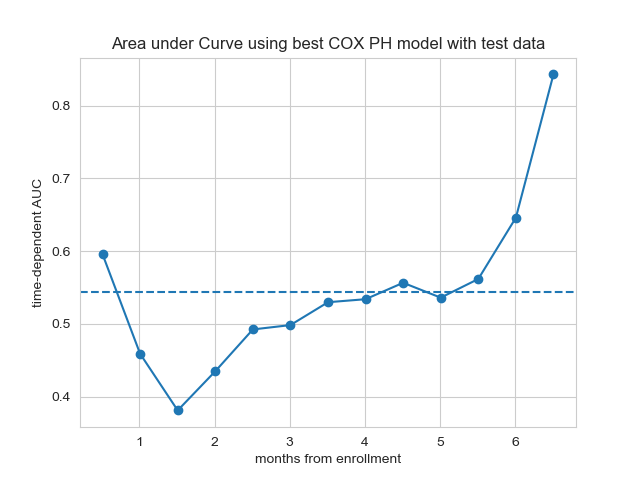 Area under Curve using best COX PH model with test data
time-dependent AUC
0.8
0.7
0.6
0.5
0.4
1 2 3 4 5 6
months from enrollment